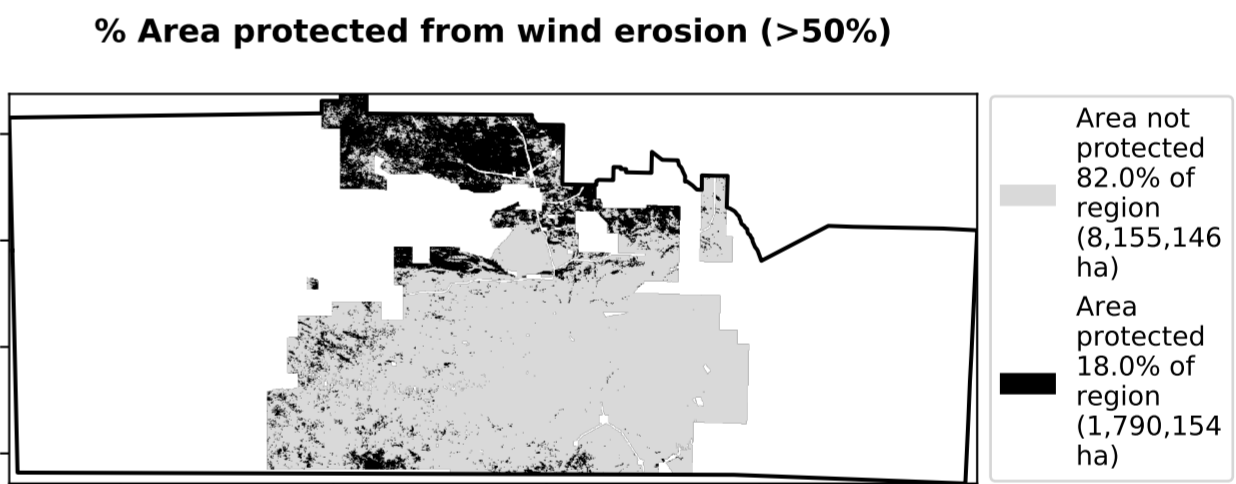 % Area protected from wind erosion (>50%)
Area not
protected
82.0% of
region
(8,155,146
ha)
Area
protected
18.0% of
region
(1,790,154
ha)